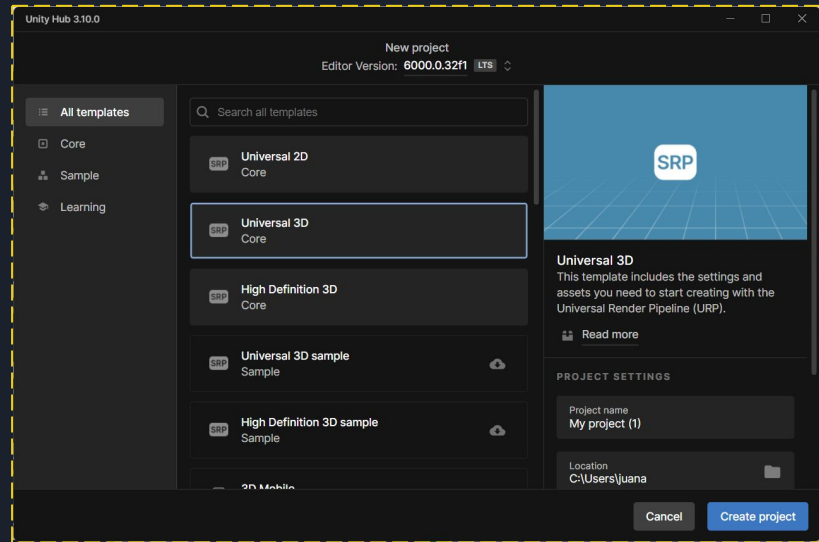 Unity Hub 3.10.0
New project
Editor Version: 6000.0.32f1 LTS
All templates
Core
Sample
Learning
Search all templates
SRP
Universal 2D
Core
SRP
Universal 3D
Core
SRP
High Definition 3D
Core
SRP
Universal 3D sample
Sample
SRP
High Definition 3D sample
Sample
3D Mobile
SRP
Universal 3D
This template includes the settings and
assets you need to start creating with the
Universal Render Pipeline (URP).
Read more
PROJECT SETTINGS
Project name
My project (1)
Location
C:\Users\juana
Cancel
Create project